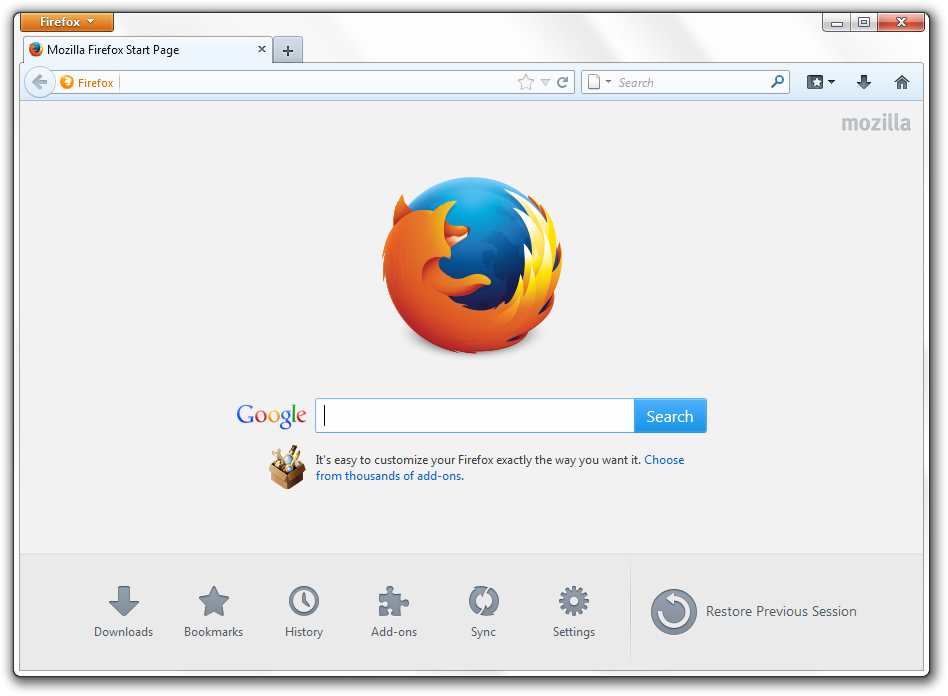 Firefox
Mozilla Firefox Start Page
Firefox
Search
mozilla
Google
Search
It's easy to customize your Firefox exactly the way you want it. Choose
from thousands of add-ons.
Downloads
Bookmarks
History
Add-ons
Sync
Settings
Restore Previous Session